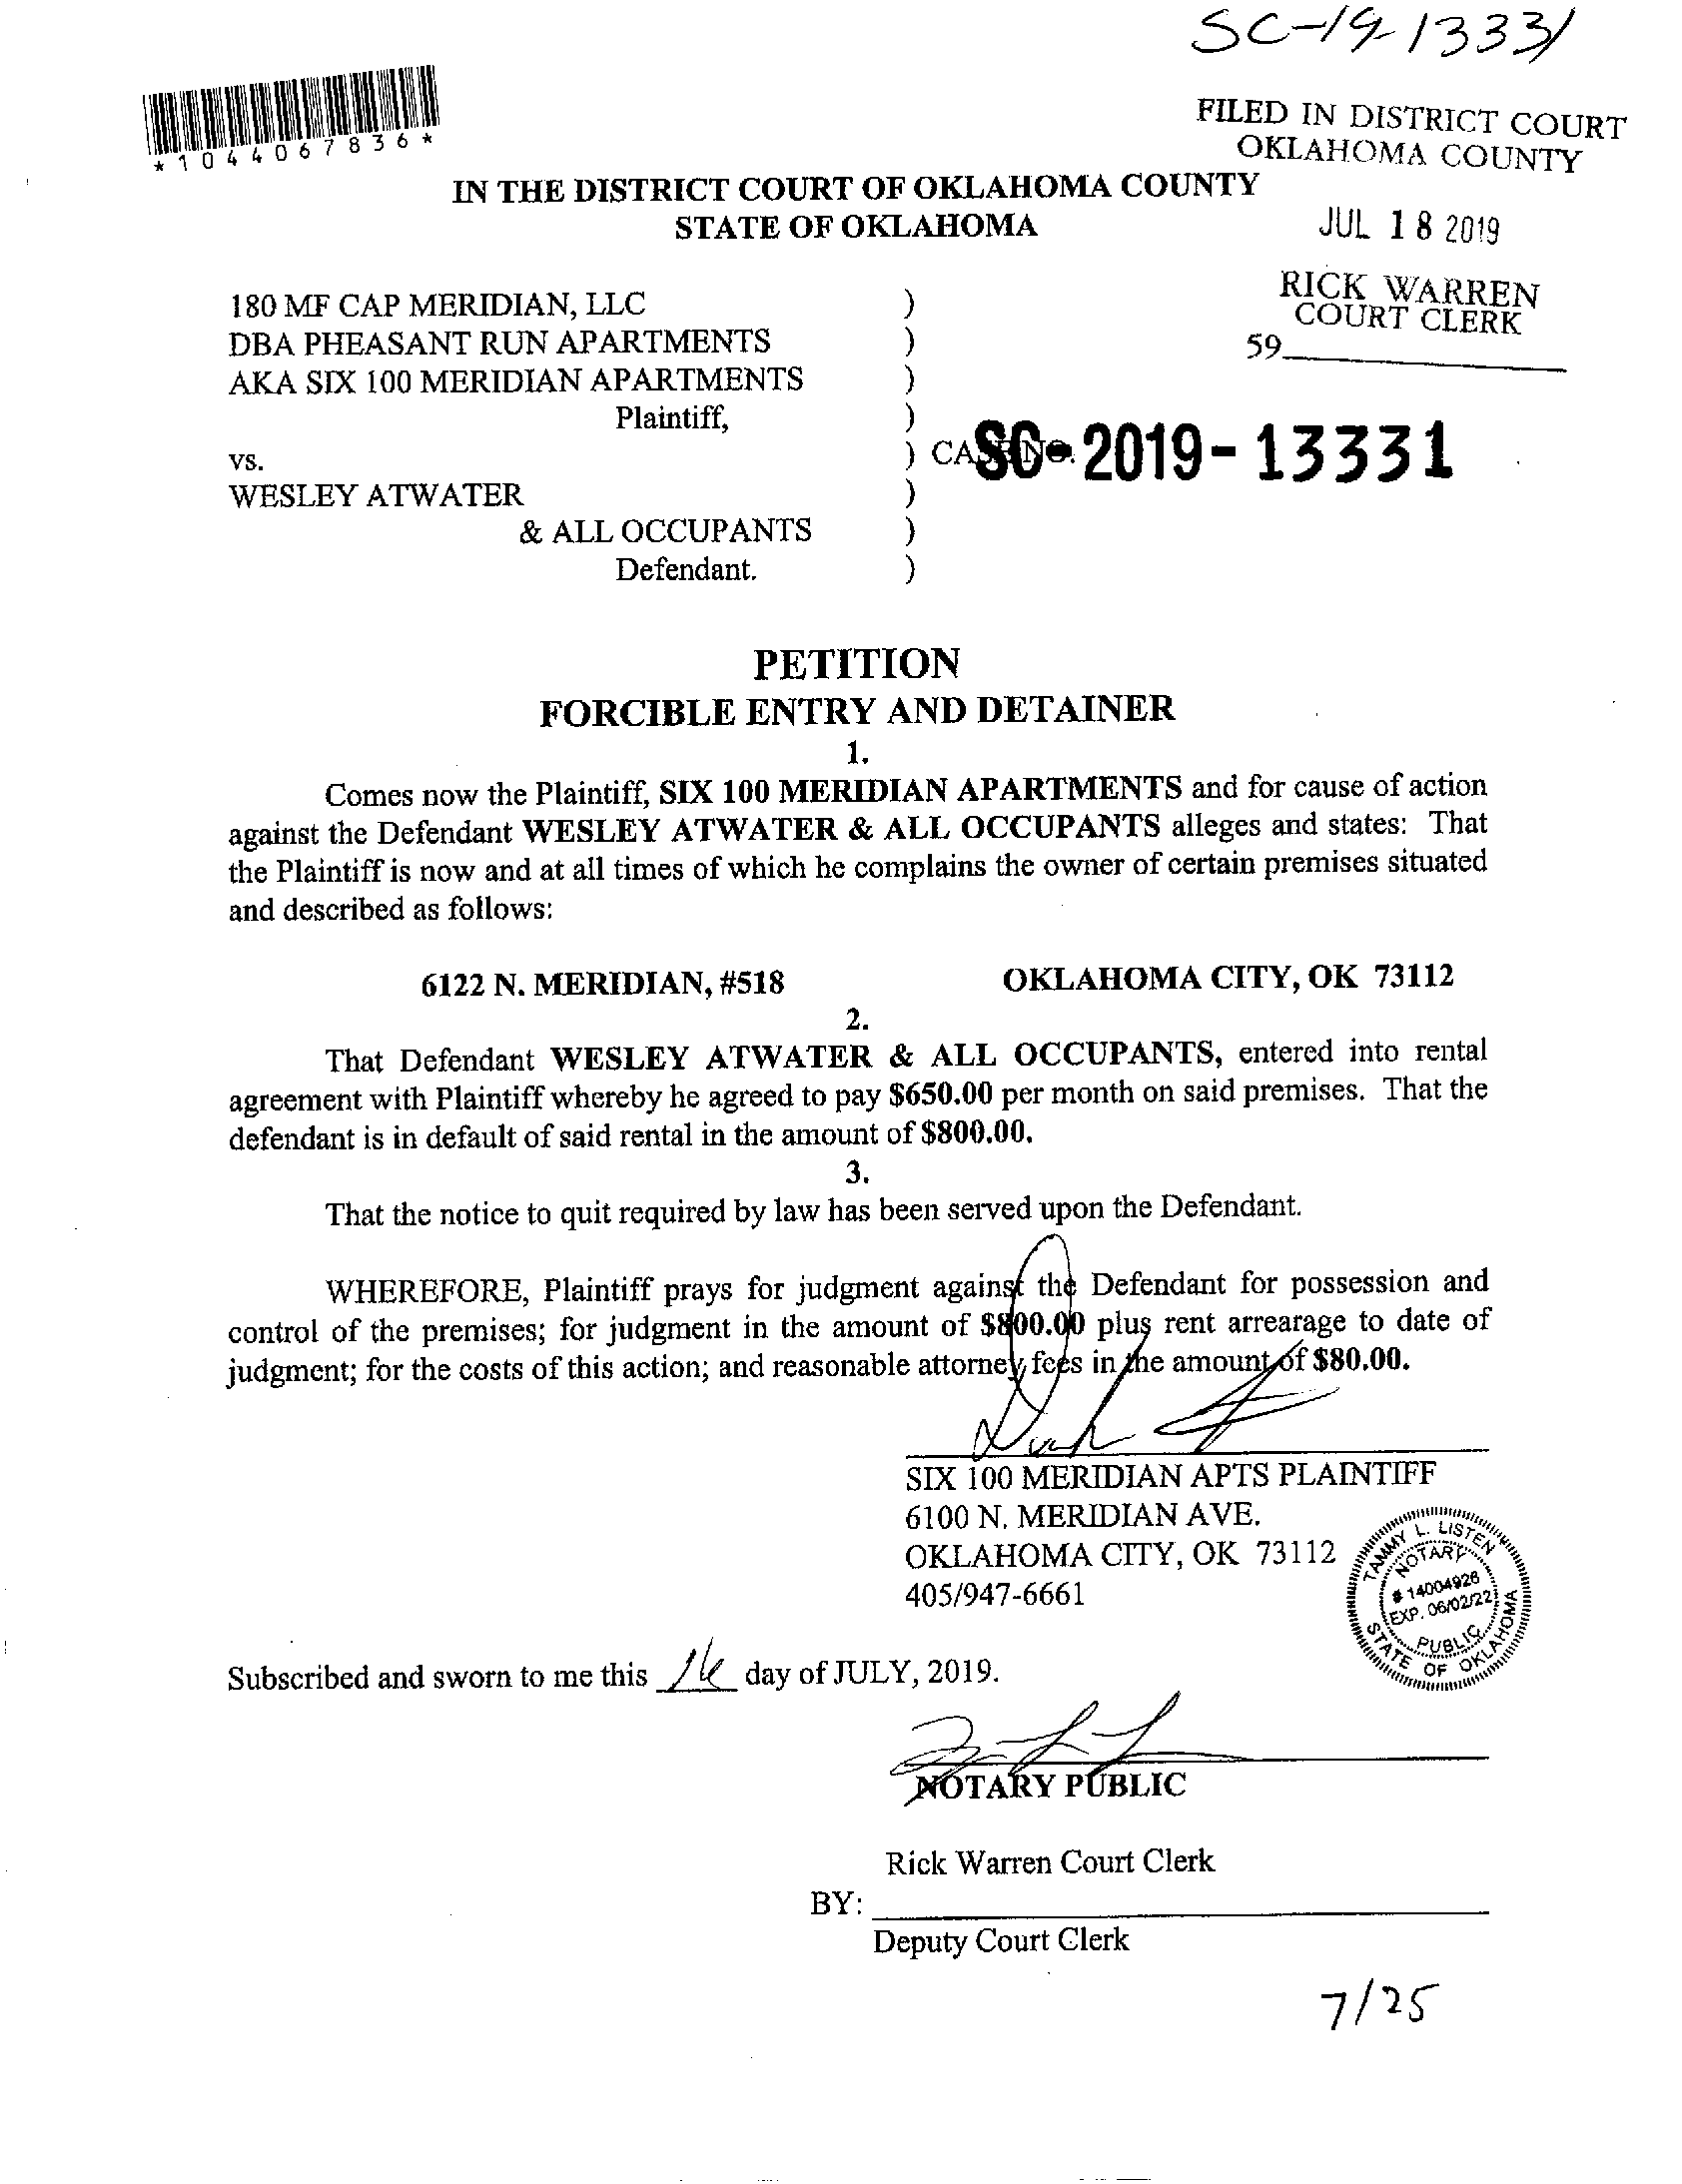 SC-19-13331
*1044067836*
FILED IN DISTRICT COURT
OKLAHOMA COUNTY
IN THE DISTRICT COURT OF OKLAHOMA COUNTY
STATE OF OKLAHOMA
JUL 18 2019
RICK WARREN
COURT CLERK
59
180 MF CAP MERIDIAN, LLC )
DBA PHEASANT RUN APARTMENTS )
AKA SIX 100 MERIDIAN APARTMENTS )
Plaintiff, )
vs. ) CASE NO. SC-2019-13331
WESLEY ATWATER )
& ALL OCCUPANTS )
Defendant. )
PETITION
FORCIBLE ENTRY AND DETAINER
1.
Comes now the Plaintiff, SIX 100 MERIDIAN APARTMENTS and for cause of action
against the Defendant WESLEY ATWATER & ALL OCCUPANTS alleges and states: That
the Plaintiff is now and at all times of which he complains the owner of certain premises situated
and described as follows:
6122 N. MERIDIAN, #518 OKLAHOMA CITY, OK 73112
2.
That Defendant WESLEY ATWATER & ALL OCCUPANTS, entered into rental
agreement with Plaintiff whereby he agreed to pay $650.00 per month on said premises. That the
defendant is in default of said rental in the amount of $800.00.
3.
That the notice to quit required by law has been served upon the Defendant.
WHEREFORE, Plaintiff prays for judgment against the Defendant for possession and
control of the premises; for judgment in the amount of $800.00 plus rent arrearage to date of
judgment; for the costs of this action; and reasonable attorney fees in the amount of $80.00.
SIX 100 MERIDIAN APTS PLAINTIFF
6100 N. MERIDIAN AVE.
OKLAHOMA CITY, OK 73112
405/947-6661
TAMMY L. LISTEN
NOTARY
# 14004926
EXP. 06/02/22
PUBLIC
STATE OF OKLAHOMA
Subscribed and sworn to me this day of JULY, 2019.
NOTARY PUBLIC
Rick Warren Court Clerk
BY:
Deputy Court Clerk
7/25